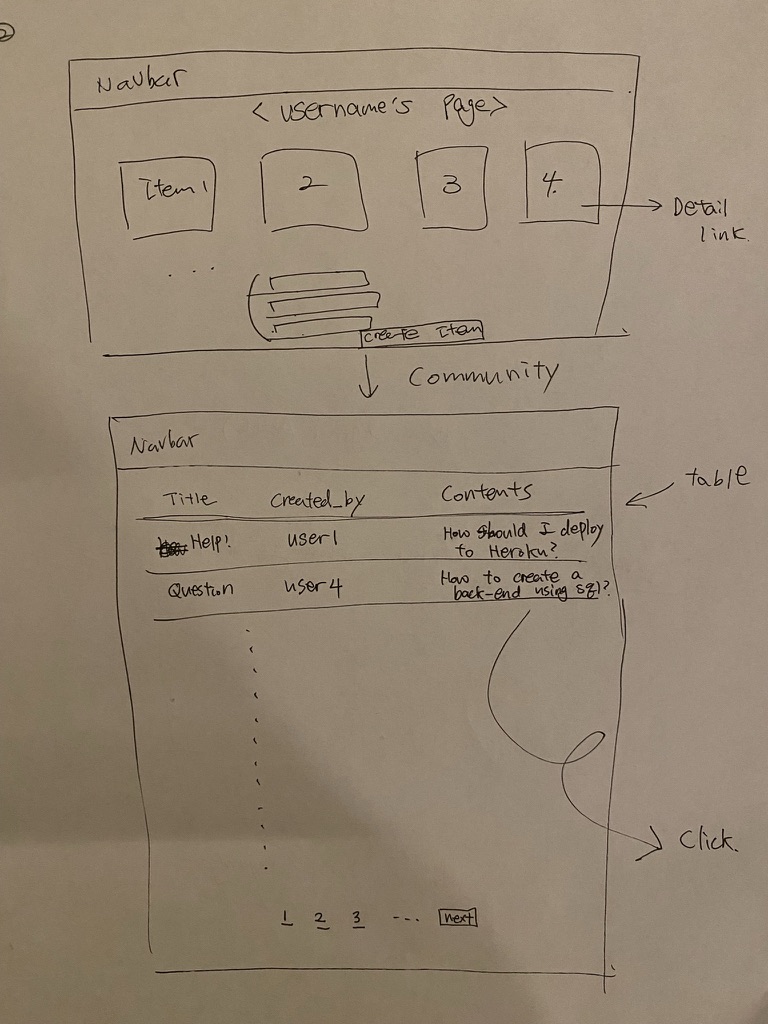 2
Navbar
< username's page>
Item 1
2
3
4.
Detail
link.
...
create Item
Community
Navbar
table
Title Created_by Contents
Help! user1 How should I deploy
to Heroku?
Question user4 How to create a
back-end using sql?
Click.
1 2 3 --- next